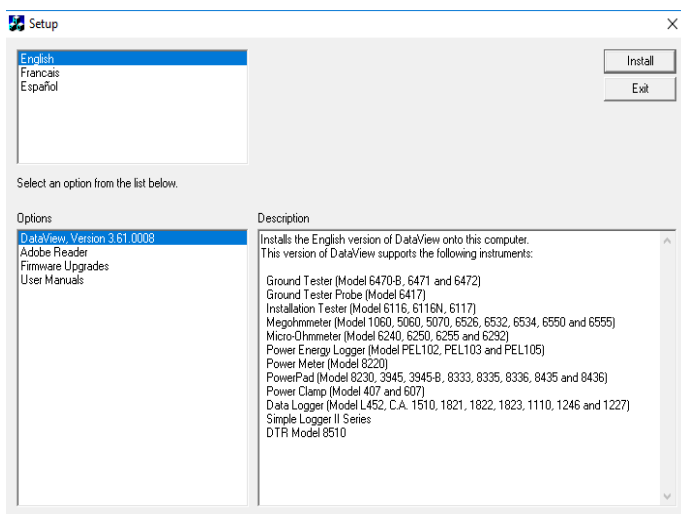 Setup
English
Francais
Español
Install
Exit
Select an option from the list below.
Options
DataView, Version 3.61.0008
Adobe Reader
Firmware Upgrades
User Manuals
Description
Installs the English version of DataView onto this computer.
This version of DataView supports the following instruments:
Ground Tester (Model 6470-B, 6471 and 6472)
Ground Tester Probe (Model 6417)
Installation Tester (Model 6116, 6116N, 6117)
Megohmmeter (Model 1060, 5060, 5070, 6526, 6532, 6534, 6550 and 6555)
Micro-Ohmmeter (Model 6240, 6250, 6255 and 6292)
Power Energy Logger (Model PEL102, PEL103 and PEL105)
Power Meter (Model 8220)
PowerPad (Model 8230, 3945, 3945-B, 8333, 8335, 8336, 8435 and 8436)
Power Clamp (Model 407 and 607)
Data Logger (Model L452, C.A. 1510, 1821, 1822, 1823, 1110, 1246 and 1227)
Simple Logger II Series
DTR Model 8510